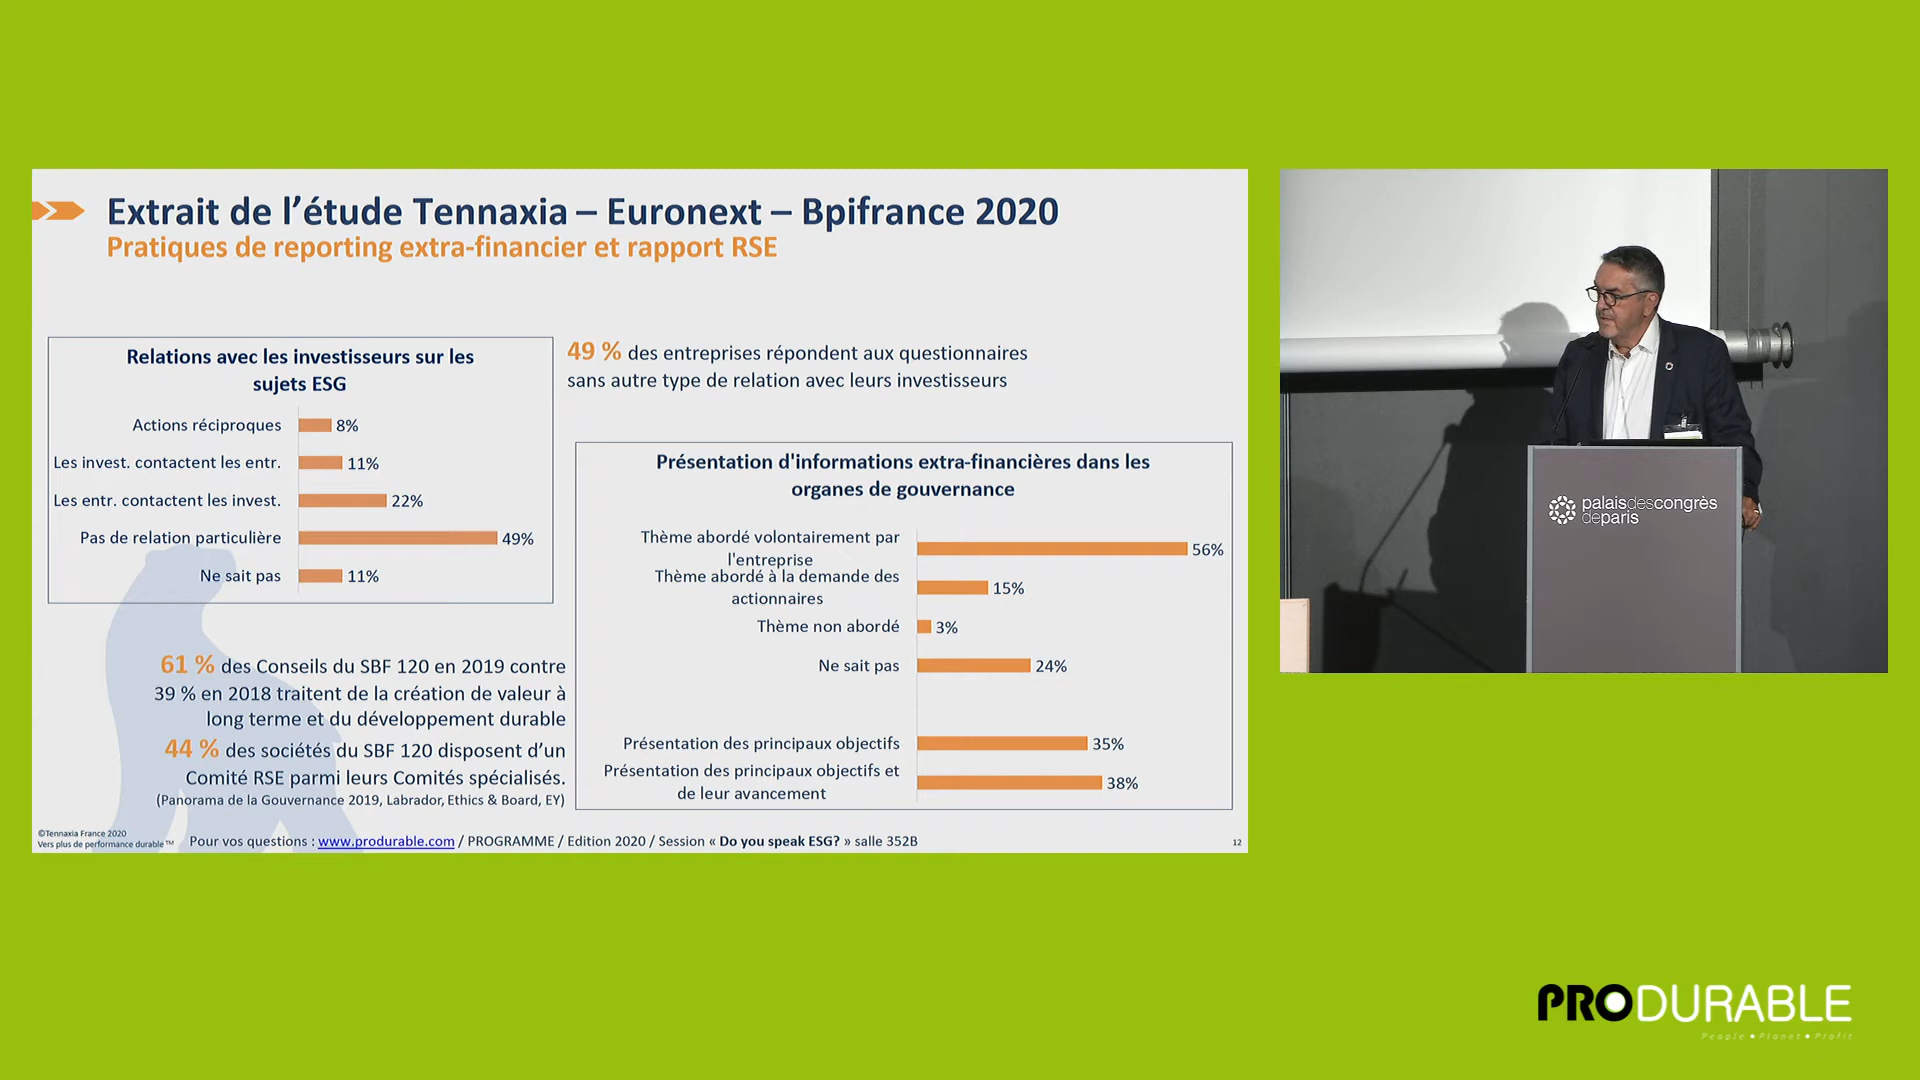 Extrait de l’étude Tennaxia – Euronext – Bpifrance 2020
Pratiques de reporting extra-financier et rapport RSE
Relations avec les investisseurs sur les
sujets ESG
Actions réciproques 8%
Les invest. contactent les entr. 11%
Les entr. contactent les invest. 22%
Pas de relation particulière 49%
Ne sait pas 11%
49 % des entreprises répondent aux questionnaires
sans autre type de relation avec leurs investisseurs
Présentation d'informations extra-financières dans les
organes de gouvernance
Thème abordé volontairement par
l'entreprise 56%
Thème abordé à la demande des
actionnaires 15%
Thème non abordé 3%
Ne sait pas 24%
Présentation des principaux objectifs 35%
Présentation des principaux objectifs et
de leur avancement 38%
61 % des Conseils du SBF 120 en 2019 contre
39 % en 2018 traitent de la création de valeur à
long terme et du développement durable
44 % des sociétés du SBF 120 disposent d’un
Comité RSE parmi leurs Comités spécialisés.
(Panorama de la Gouvernance 2019, Labrador, Ethics & Board, EY)
©Tennaxia France 2020
Vers plus de performance durable ™
Pour vos questions : www.produrable.com / PROGRAMME / Edition 2020 / Session « Do you speak ESG? » salle 352B
12
palaisdescongrès
deparis
PRODURABLE
People • Planet • Profit